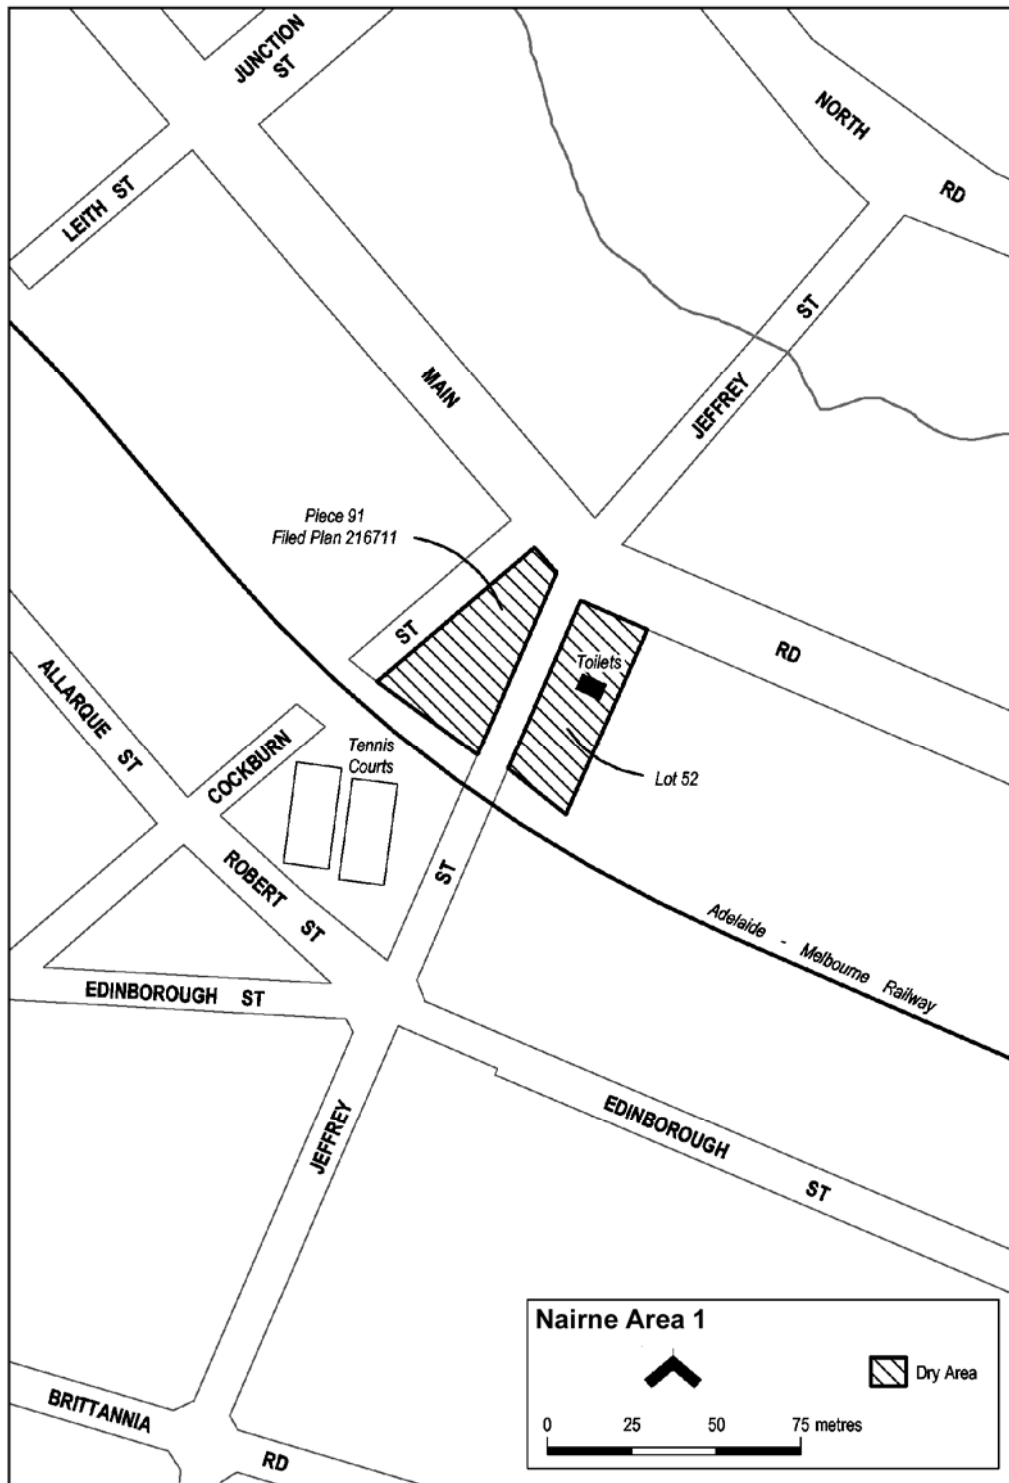 JUNCTION
ST
NORTH
RD
LEITH ST
ST
JEFFREY
MAIN
Piece 91
Filed Plan 216711
ST
RD
Toilets
Lot 52
ALLARQUE ST
COCKBURN
Tennis
Courts
ROBERT ST
ST
Adelaide - Melbourne Railway
EDINBOROUGH ST
JEFFREY
EDINBOROUGH ST
BRITTANNIA
RD
Nairne Area 1
Dry Area
0 25 50 75 metres